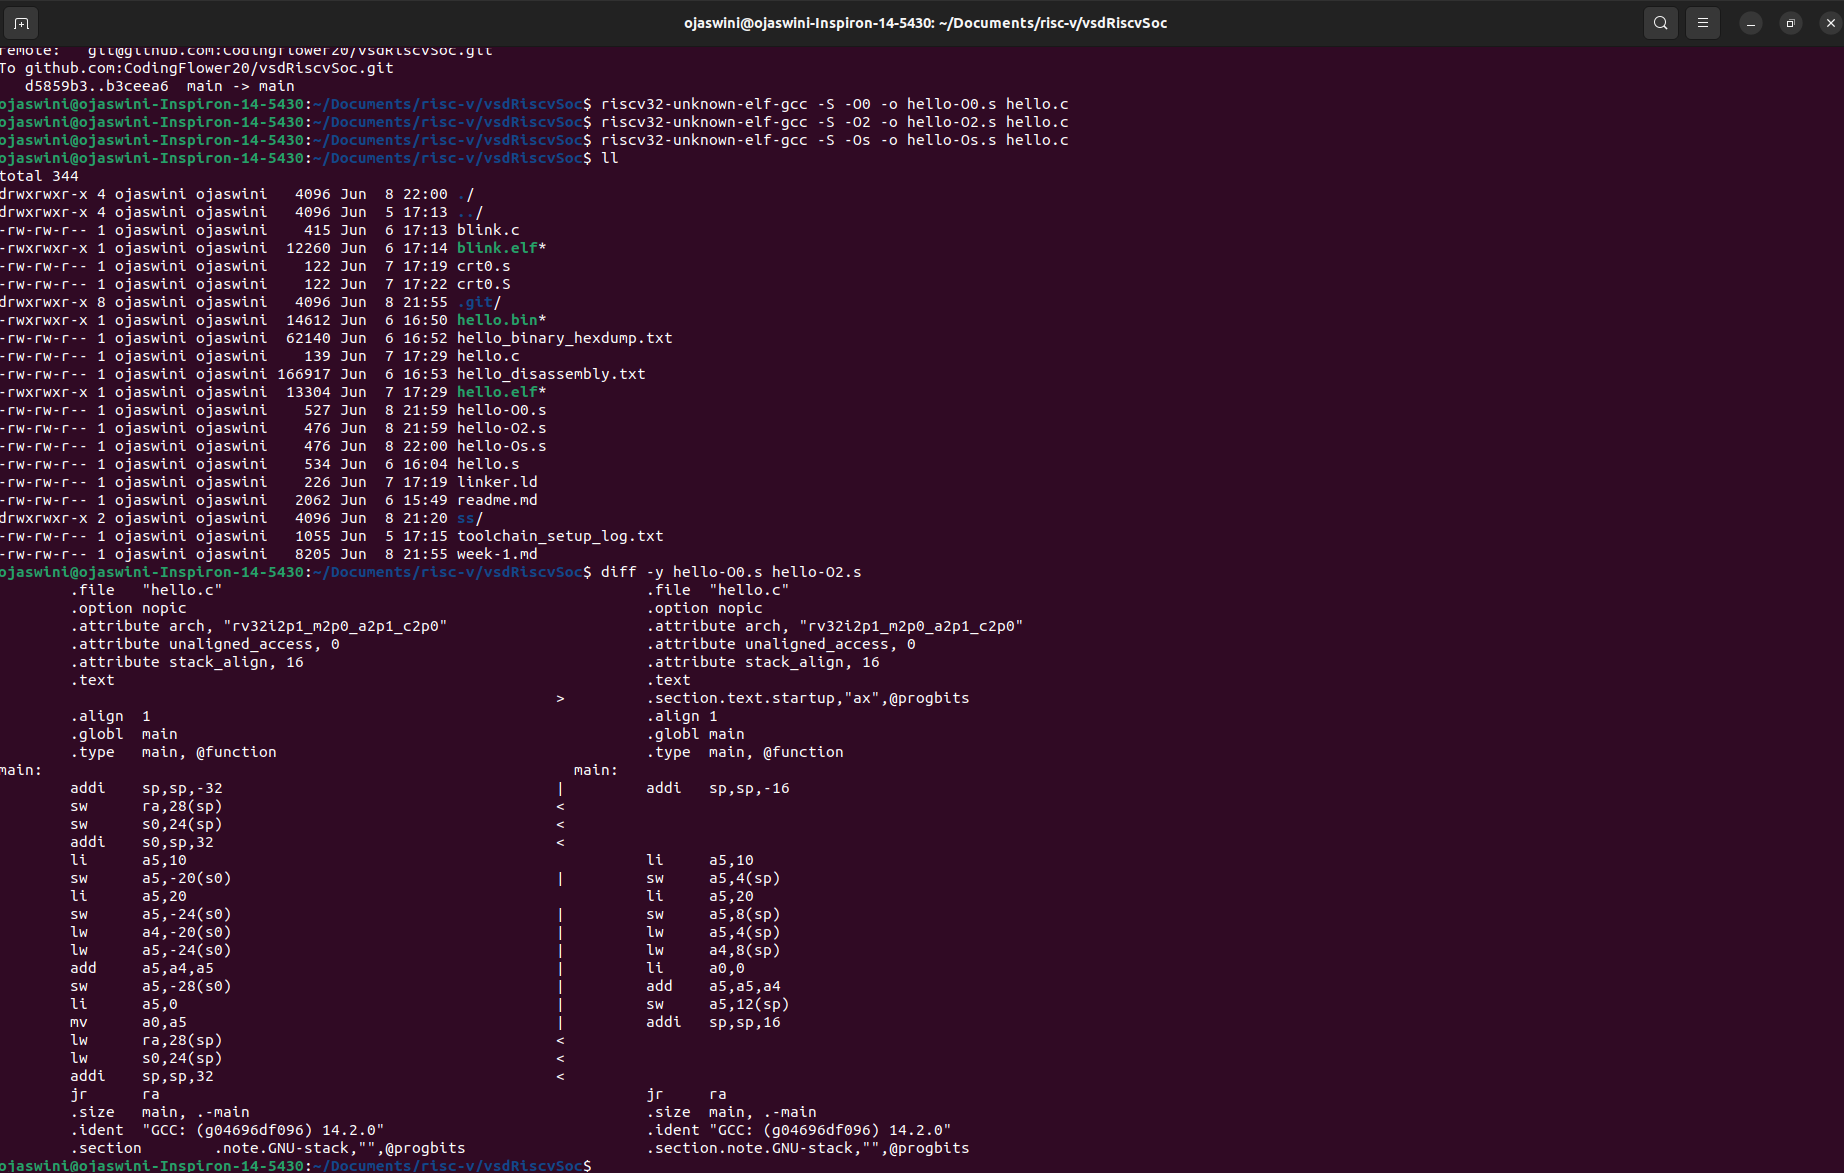 ojaswini@ojaswini-Inspiron-14-5430: ~/Documents/risc-v/vsdRiscvSoc
remote:   git@github.com:CodingFlower20/vsdRiscvSoc.git
To github.com:CodingFlower20/vsdRiscvSoc.git
   d5859b3..b3ceea6  main -> main
ojaswini@ojaswini-Inspiron-14-5430:~/Documents/risc-v/vsdRiscvSoc$ riscv32-unknown-elf-gcc -S -O0 -o hello-O0.s hello.c
ojaswini@ojaswini-Inspiron-14-5430:~/Documents/risc-v/vsdRiscvSoc$ riscv32-unknown-elf-gcc -S -O2 -o hello-O2.s hello.c
ojaswini@ojaswini-Inspiron-14-5430:~/Documents/risc-v/vsdRiscvSoc$ riscv32-unknown-elf-gcc -S -Os -o hello-Os.s hello.c
ojaswini@ojaswini-Inspiron-14-5430:~/Documents/risc-v/vsdRiscvSoc$ ll
total 344
drwxrwxr-x 4 ojaswini ojaswini   4096 Jun  8 22:00 ./
drwxrwxr-x 4 ojaswini ojaswini   4096 Jun  5 17:13 ../
-rw-rw-r-- 1 ojaswini ojaswini    415 Jun  6 17:13 blink.c
-rwxrwxr-x 1 ojaswini ojaswini  12260 Jun  6 17:14 blink.elf*
-rw-rw-r-- 1 ojaswini ojaswini    122 Jun  7 17:19 crt0.s
-rw-rw-r-- 1 ojaswini ojaswini    122 Jun  7 17:22 crt0.S
drwxrwxr-x 8 ojaswini ojaswini   4096 Jun  8 21:55 .git/
-rwxrwxr-x 1 ojaswini ojaswini  14612 Jun  6 16:50 hello.bin*
-rw-rw-r-- 1 ojaswini ojaswini  62140 Jun  6 16:52 hello_binary_hexdump.txt
-rw-rw-r-- 1 ojaswini ojaswini    139 Jun  7 17:29 hello.c
-rw-rw-r-- 1 ojaswini ojaswini 166917 Jun  6 16:53 hello_disassembly.txt
-rwxrwxr-x 1 ojaswini ojaswini  13304 Jun  7 17:29 hello.elf*
-rw-rw-r-- 1 ojaswini ojaswini    527 Jun  8 21:59 hello-O0.s
-rw-rw-r-- 1 ojaswini ojaswini    476 Jun  8 21:59 hello-O2.s
-rw-rw-r-- 1 ojaswini ojaswini    476 Jun  8 22:00 hello-Os.s
-rw-rw-r-- 1 ojaswini ojaswini    534 Jun  6 16:04 hello.s
-rw-rw-r-- 1 ojaswini ojaswini    226 Jun  7 17:19 linker.ld
-rw-rw-r-- 1 ojaswini ojaswini   2062 Jun  6 15:49 readme.md
drwxrwxr-x 2 ojaswini ojaswini   4096 Jun  8 21:20 ss/
-rw-rw-r-- 1 ojaswini ojaswini   1055 Jun  5 17:15 toolchain_setup_log.txt
-rw-rw-r-- 1 ojaswini ojaswini   8205 Jun  8 21:55 week-1.md
ojaswini@ojaswini-Inspiron-14-5430:~/Documents/risc-v/vsdRiscvSoc$ diff -y hello-O0.s hello-O2.s
        .file   "hello.c"                                               .file  "hello.c"
        .option nopic                                                   .option nopic
        .attribute arch, "rv32i2p1_m2p0_a2p1_c2p0"                      .attribute arch, "rv32i2p1_m2p0_a2p1_c2p0"
        .attribute unaligned_access, 0                                  .attribute unaligned_access, 0
        .attribute stack_align, 16                                      .attribute stack_align, 16
        .text                                                           .text
                                                              >         .section.text.startup,"ax",@progbits
        .align  1                                                       .align 1
        .globl  main                                                    .globl main
        .type   main, @function                                         .type  main, @function
main:                                                           main:
        addi    sp,sp,-32                                     |         addi   sp,sp,-16
        sw      ra,28(sp)                                     <
        sw      s0,24(sp)                                     <
        addi    s0,sp,32                                      <
        li      a5,10                                                   li     a5,10
        sw      a5,-20(s0)                                    |         sw     a5,4(sp)
        li      a5,20                                                   li     a5,20
        sw      a5,-24(s0)                                    |         sw     a5,8(sp)
        lw      a4,-20(s0)                                    |         lw     a5,4(sp)
        lw      a5,-24(s0)                                    |         lw     a4,8(sp)
        add     a5,a4,a5                                      |         li     a0,0
        sw      a5,-28(s0)                                    |         add    a5,a5,a4
        li      a5,0                                          |         sw     a5,12(sp)
        mv      a0,a5                                         |         addi   sp,sp,16
        lw      ra,28(sp)                                     <
        lw      s0,24(sp)                                     <
        addi    sp,sp,32                                      <
        jr      ra                                                      jr     ra
        .size   main, .-main                                            .size  main, .-main
        .ident  "GCC: (g04696df096) 14.2.0"                             .ident "GCC: (g04696df096) 14.2.0"
        .section        .note.GNU-stack,"",@progbits                    .section.note.GNU-stack,"",@progbits
ojaswini@ojaswini-Inspiron-14-5430:~/Documents/risc-v/vsdRiscvSoc$